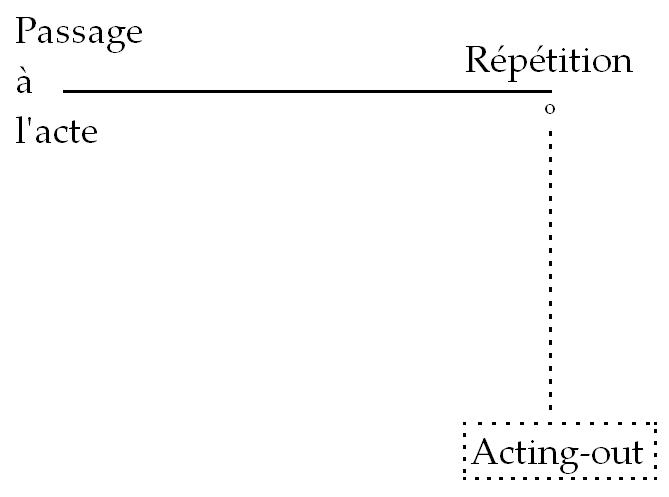 Passage
à
l'acte
Répétition
o
Acting-out